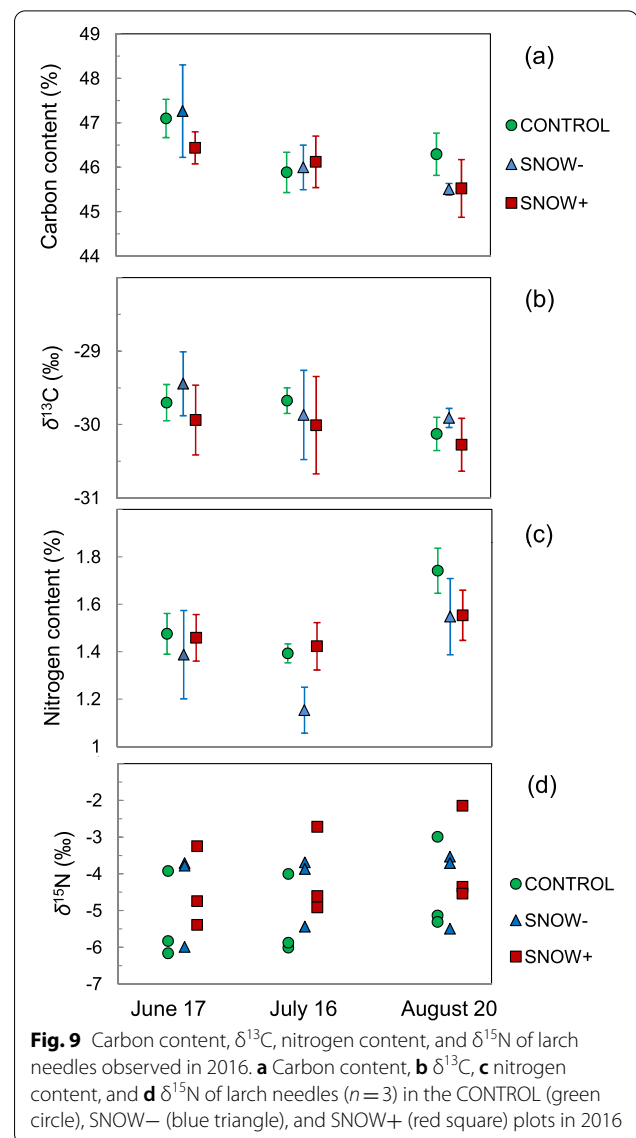 49
48
47
46
45
44
Carbon content (%)
(a)
CONTROL
SNOW-
SNOW+
-29
-30
-31
δ¹³C (‰)
(b)
1.8
1.6
1.4
1.2
1
Nitrogen content (%)
(c)
-2
-3
-4
-5
-6
-7
δ¹⁵N (‰)
(d)
CONTROL
SNOW-
SNOW+
June 17 July 16 August 20
Fig. 9 Carbon content, δ¹³C, nitrogen content, and δ¹⁵N of larch
needles observed in 2016. a Carbon content, b δ¹³C, c nitrogen
content, and d δ¹⁵N of larch needles (n = 3) in the CONTROL (green
circle), SNOW− (blue triangle), and SNOW+ (red square) plots in 2016